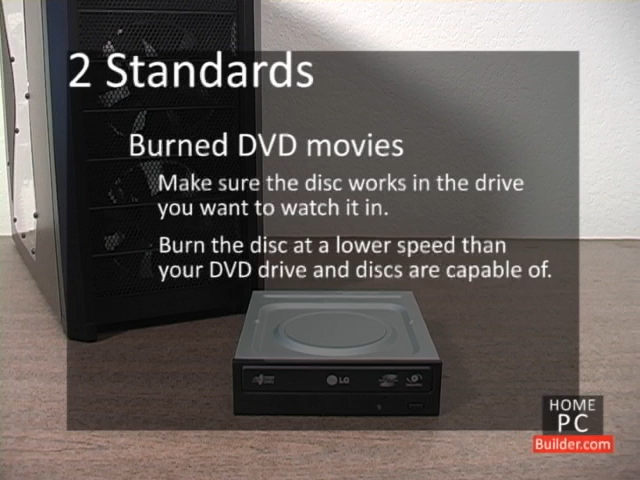 2 Standards
Burned DVD movies
Make sure the disc works in the drive
you want to watch it in.
Burn the disc at a lower speed than
your DVD drive and discs are capable of.
LG
HOME
PC
Builder.com